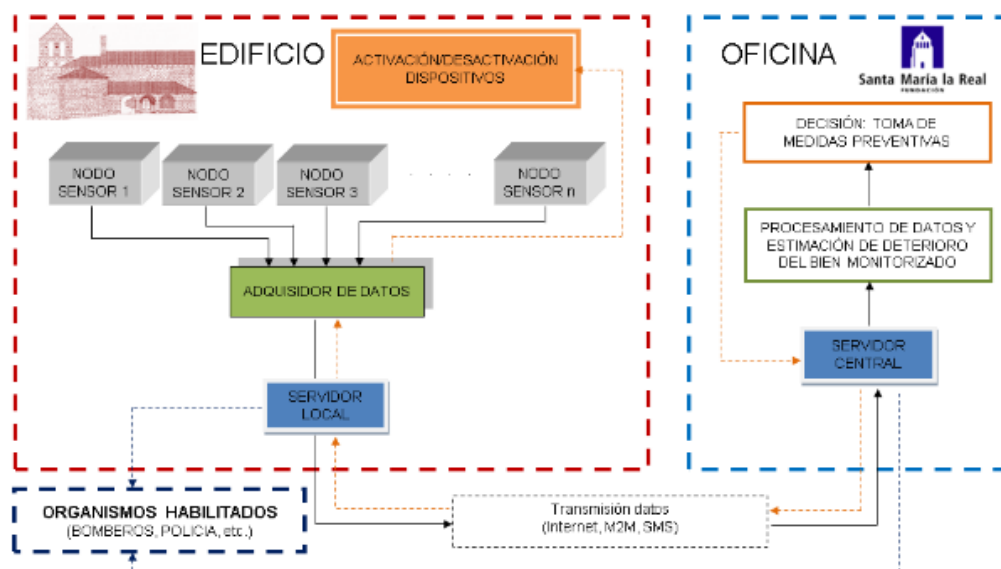 EDIFICIO
ACTIVACIÓN/DESACTIVACIÓN
DISPOSITIVOS
NODO
SENSOR 1
NODO
SENSOR 2
NODO
SENSOR 3
. . . . .
NODO
SENSOR n
ADQUISIDOR DE DATOS
SERVIDOR
LOCAL
ORGANISMOS HABILITADOS
(BOMBEROS, POLICIA, etc.)
Transmisión datos
(Internet, M2M, SMS)
OFICINA
Santa María la Real
FUNDACIÓN
DECISIÓN: TOMA DE
MEDIDAS PREVENTIVAS
PROCESAMIENTO DE DATOS Y
ESTIMACIÓN DE DETERIORO
DEL BIEN MONITORIZADO
SERVIDOR
CENTRAL